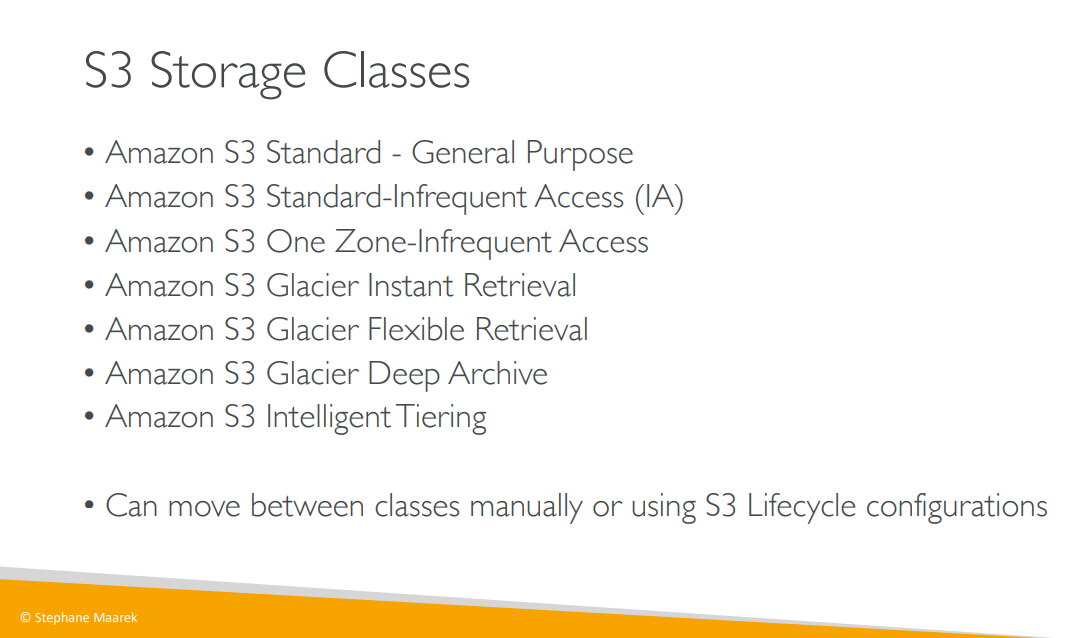 S3 Storage Classes
• Amazon S3 Standard - General Purpose
• Amazon S3 Standard-Infrequent Access (IA)
• Amazon S3 One Zone-Infrequent Access
• Amazon S3 Glacier Instant Retrieval
• Amazon S3 Glacier Flexible Retrieval
• Amazon S3 Glacier Deep Archive
• Amazon S3 Intelligent Tiering
• Can move between classes manually or using S3 Lifecycle configurations
© Stephane Maarek